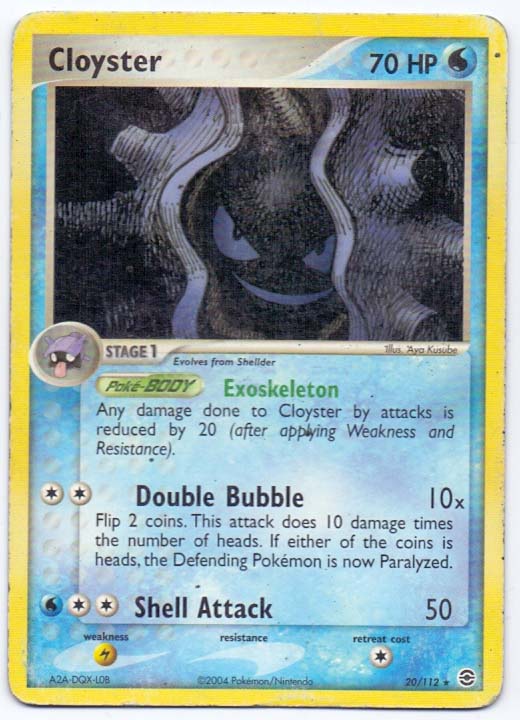 Cloyster 70 HP
Illus. Aya Kusube
STAGE 1
Evolves from Shellder
Poké-BODY Exoskeleton
Any damage done to Cloyster by attacks is
reduced by 20 (after applying Weakness and
Resistance).
Double Bubble 10x
Flip 2 coins. This attack does 10 damage times
the number of heads. If either of the coins is
heads, the Defending Pokémon is now Paralyzed.
Shell Attack 50
weakness resistance retreat cost
A2A-DQX-L0B ©2004 Pokémon/Nintendo 20/112 ★